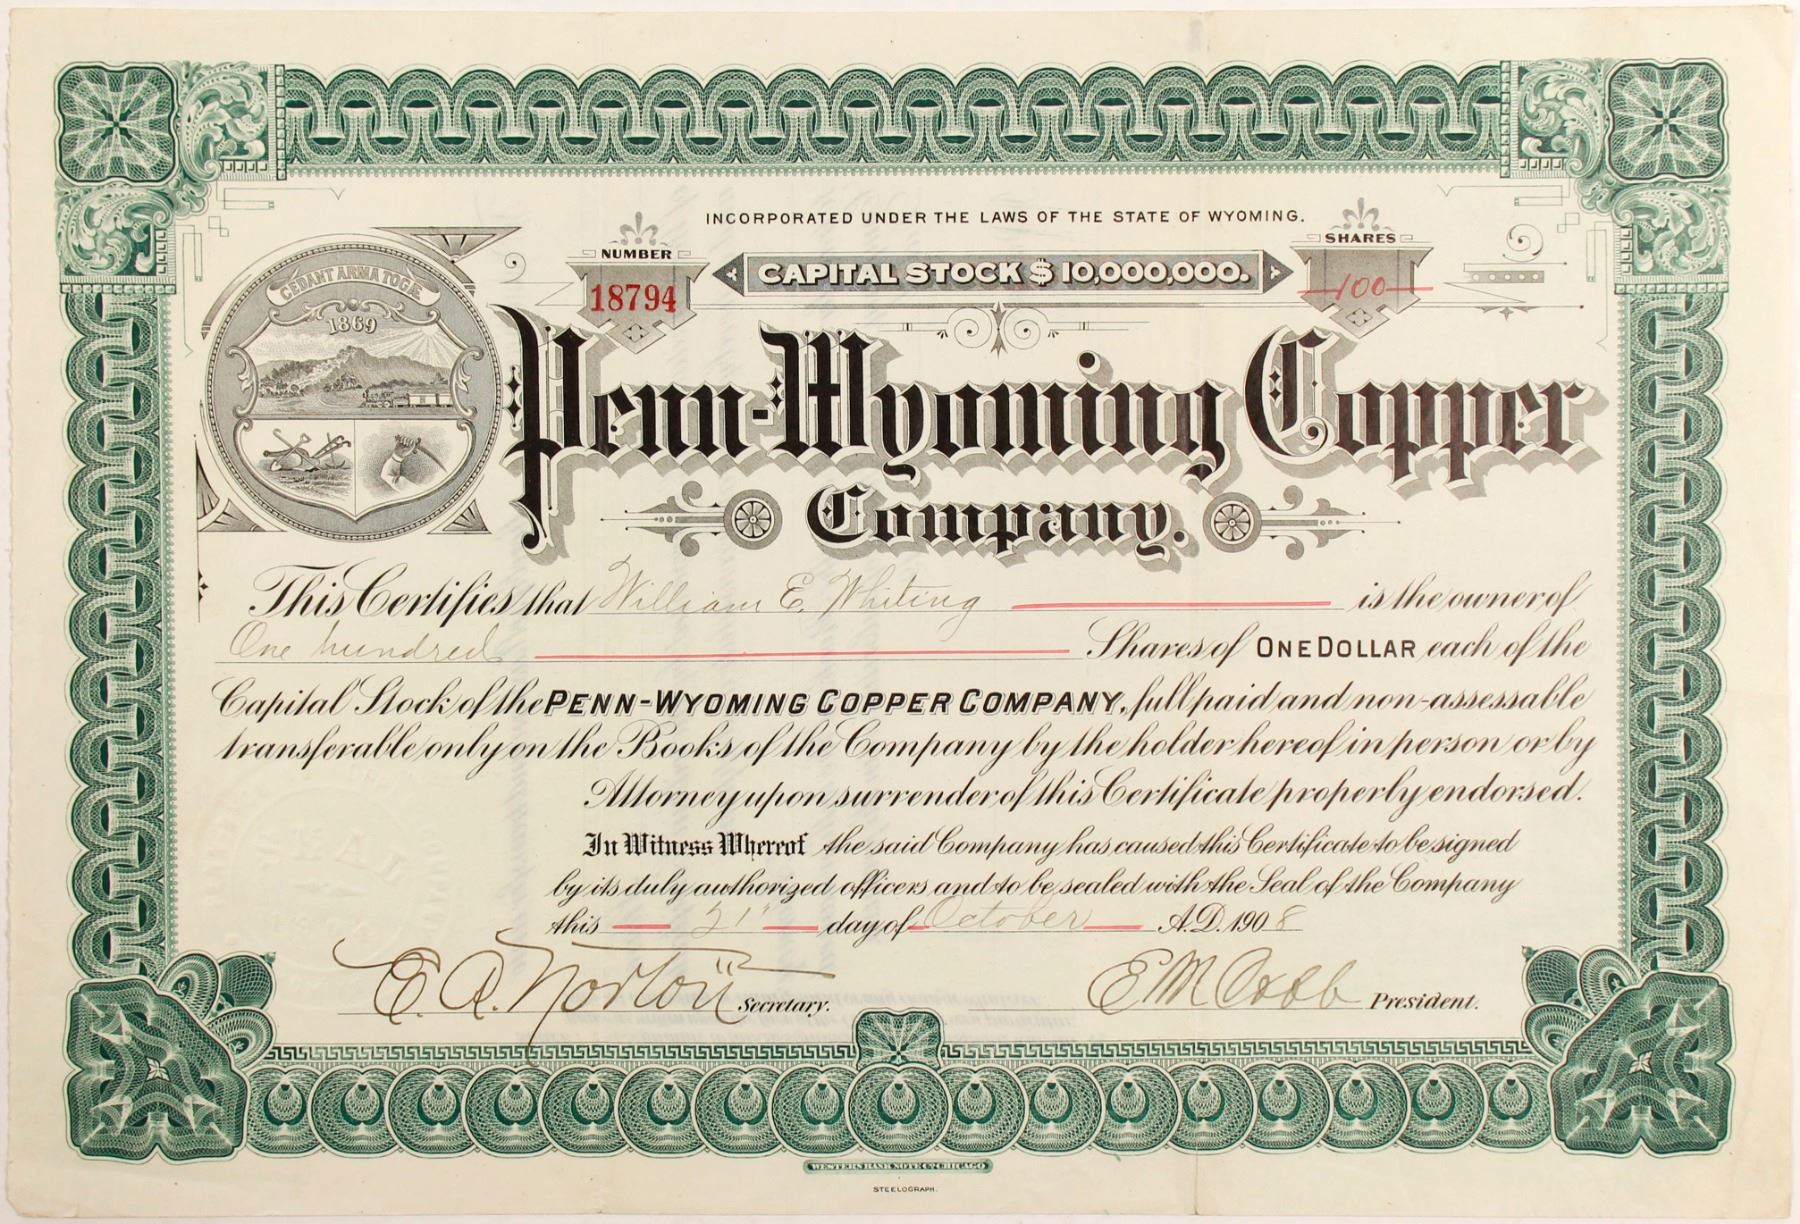 INCORPORATED UNDER THE LAWS OF THE STATE OF WYOMING.
NUMBER
18794
CAPITAL STOCK $10,000,000.
SHARES
100
CEDANT ARMA TOGÆ
1869
Penn-Wyoming Copper
Company.
This Certifies that William E. Whiting is the owner of
One hundred Shares of ONE DOLLAR each of the
Capital Stock of the PENN-WYOMING COPPER COMPANY, full paid and non-assessable
transferable only on the Books of the Company by the holder hereof in person or by
Attorney upon surrender of this Certificate properly endorsed.
In Witness Whereof the said Company has caused this Certificate to be signed
by its duly authorized officers and to be sealed with the Seal of the Company
this 21" day of October A.D. 1908
E. A. Norton Secretary.
E M Cobb President.
WESTERN BANK NOTE CO. CHICAGO
STEELOGRAPH.